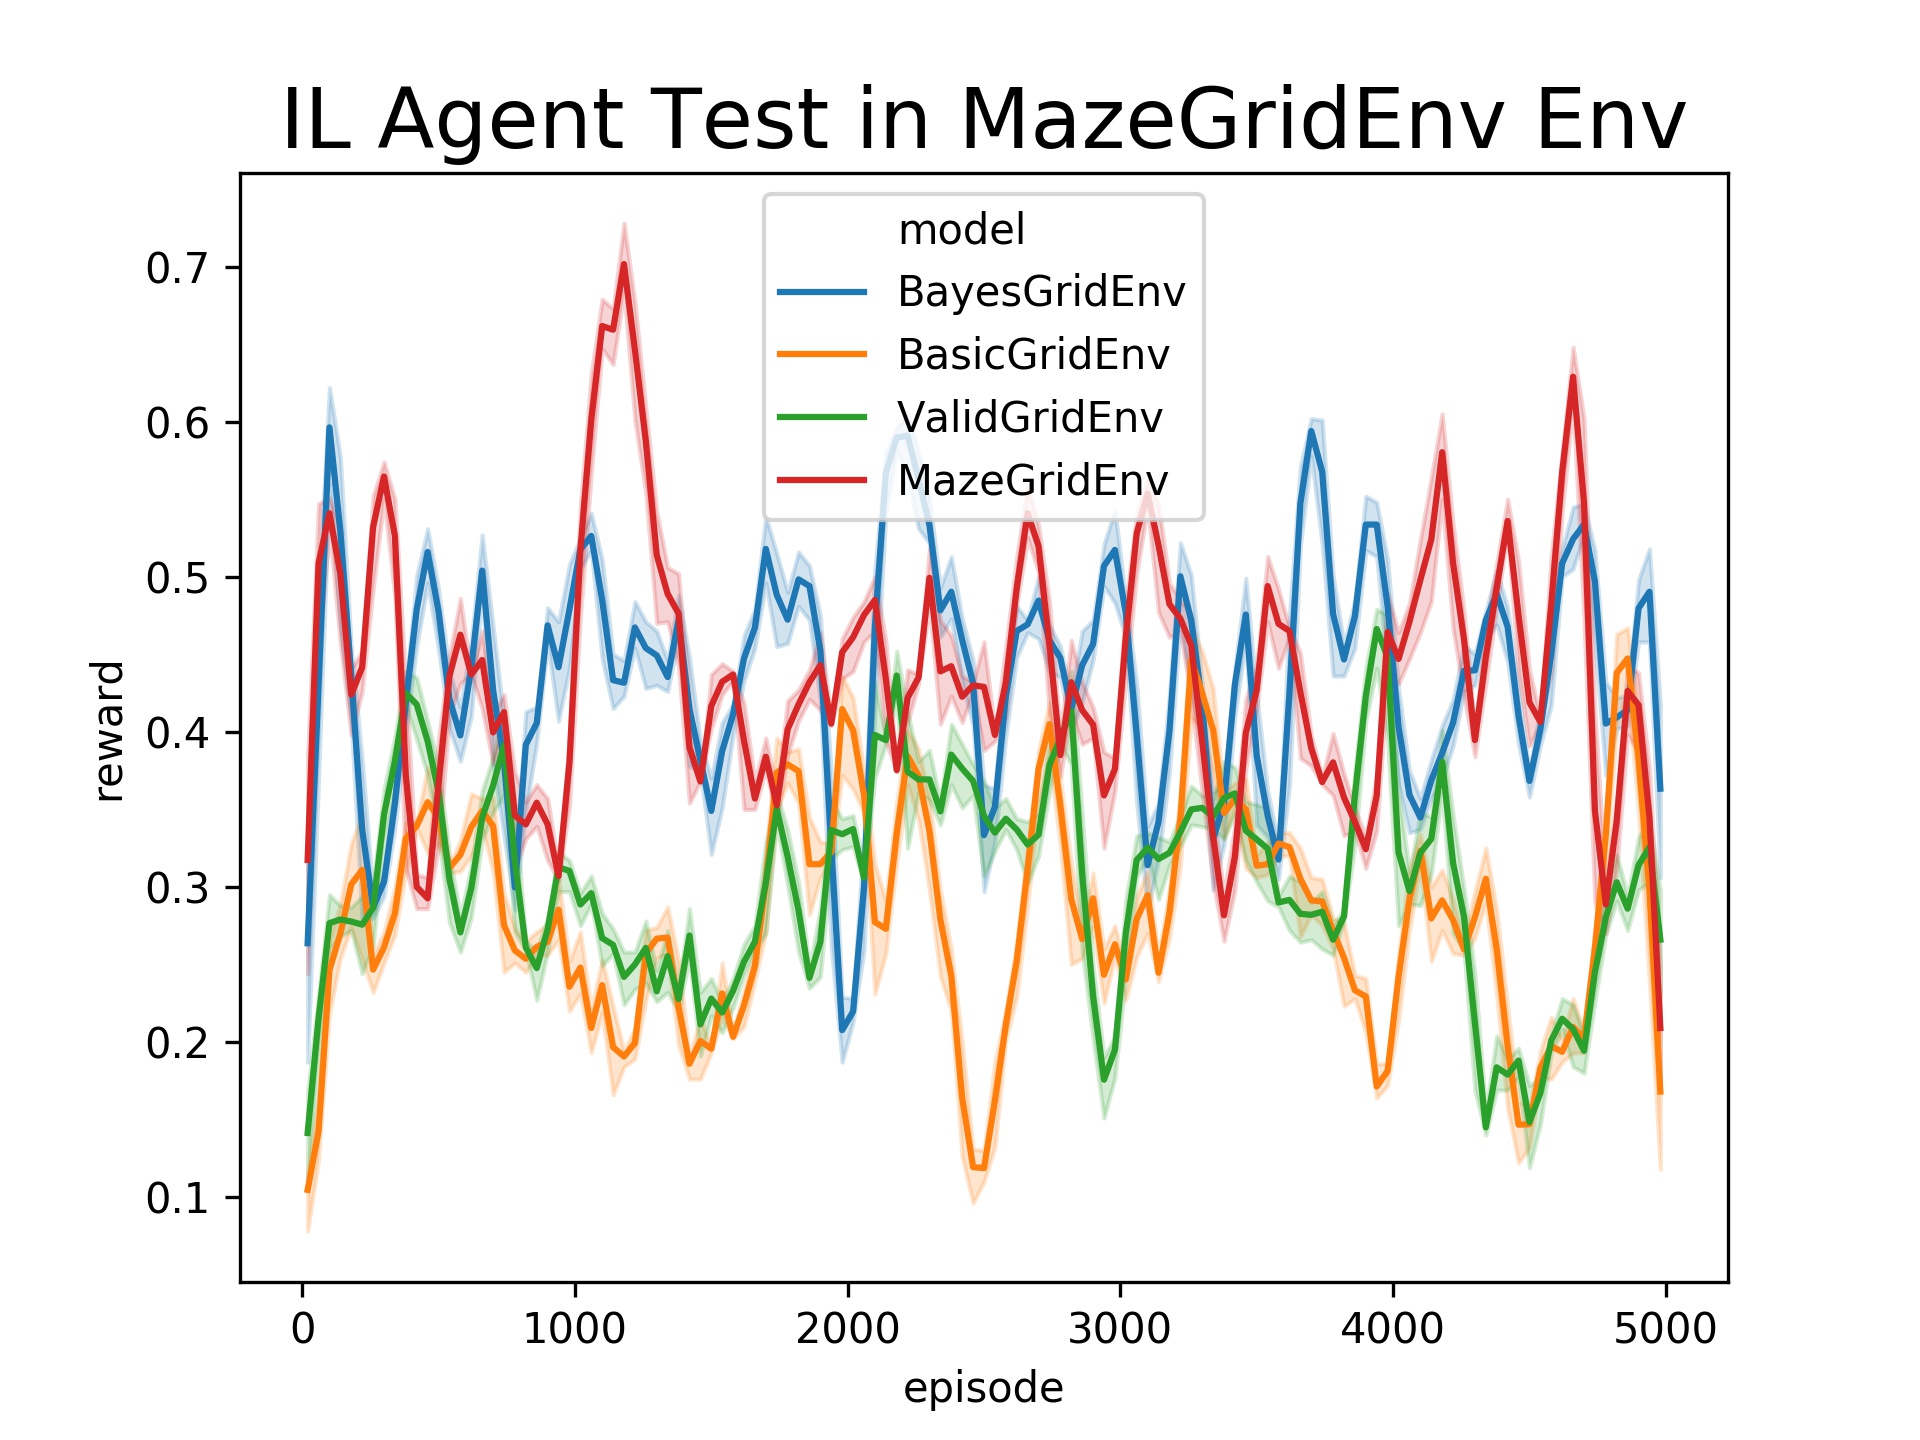 IL Agent Test in MazeGridEnv Env
model
BayesGridEnv
BasicGridEnv
ValidGridEnv
MazeGridEnv
0.7
0.6
0.5
0.4
0.3
0.2
0.1
reward
0 1000 2000 3000 4000 5000
episode